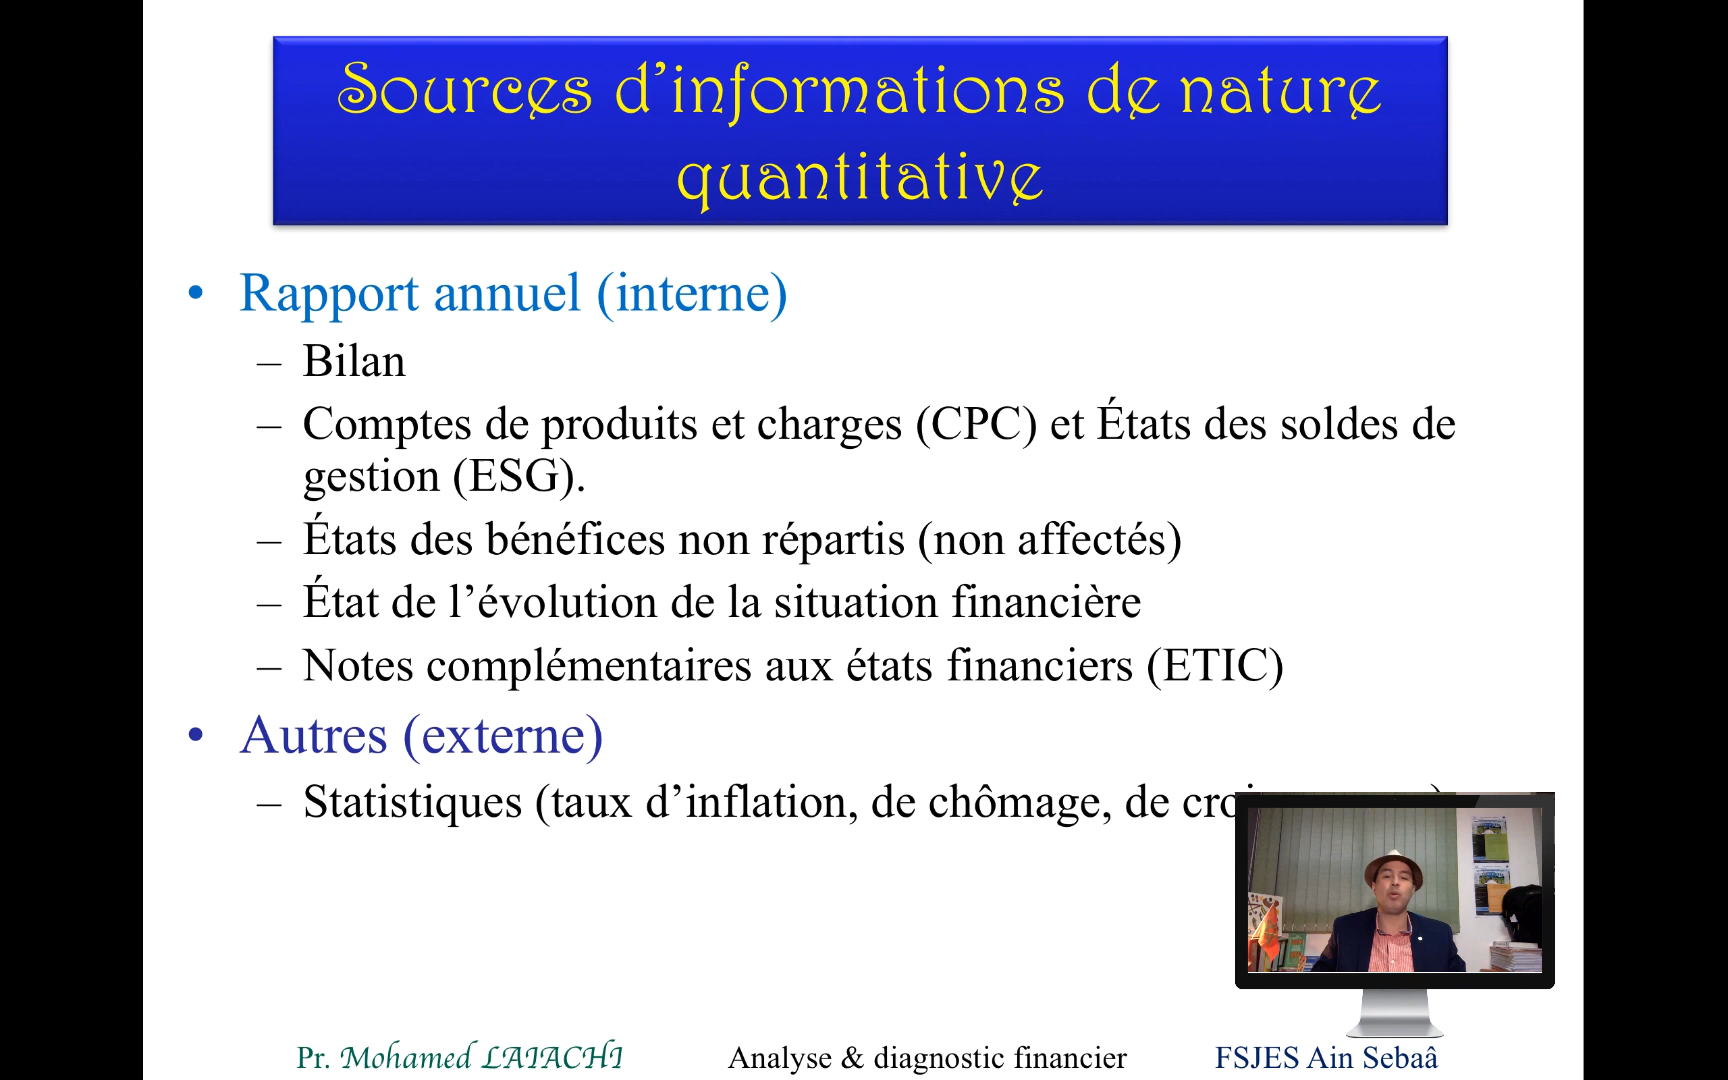 Sources d’informations de nature
quantitative
• Rapport annuel (interne)
– Bilan
– Comptes de produits et charges (CPC) et États des soldes de
gestion (ESG).
– États des bénéfices non répartis (non affectés)
– État de l’évolution de la situation financière
– Notes complémentaires aux états financiers (ETIC)
• Autres (externe)
– Statistiques (taux d’inflation, de chômage, de
Pr. Mohamed LAIACHI Analyse & diagnostic financier FSJES Ain Sebaâ